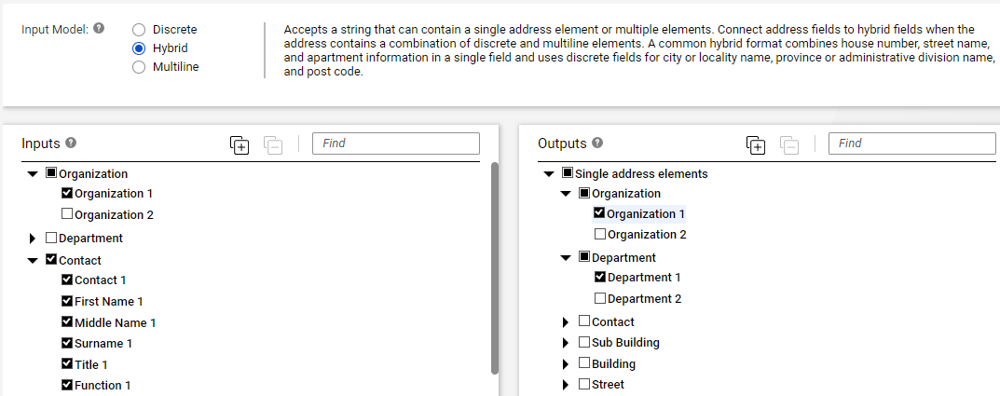 Input Model: ?
Discrete
Hybrid
Multiline
Accepts a string that can contain a single address element or multiple elements. Connect address fields to hybrid fields when the
address contains a combination of discrete and multiline elements. A common hybrid format combines house number, street name,
and apartment information in a single field and uses discrete fields for city or locality name, province or administrative division name,
and post code.
Inputs ?
Find
Organization
Organization 1
Organization 2
Department
Contact
Contact 1
First Name 1
Middle Name 1
Surname 1
Title 1
Function 1
Outputs ?
Find
Single address elements
Organization
Organization 1
Organization 2
Department
Department 1
Department 2
Contact
Sub Building
Building
Street